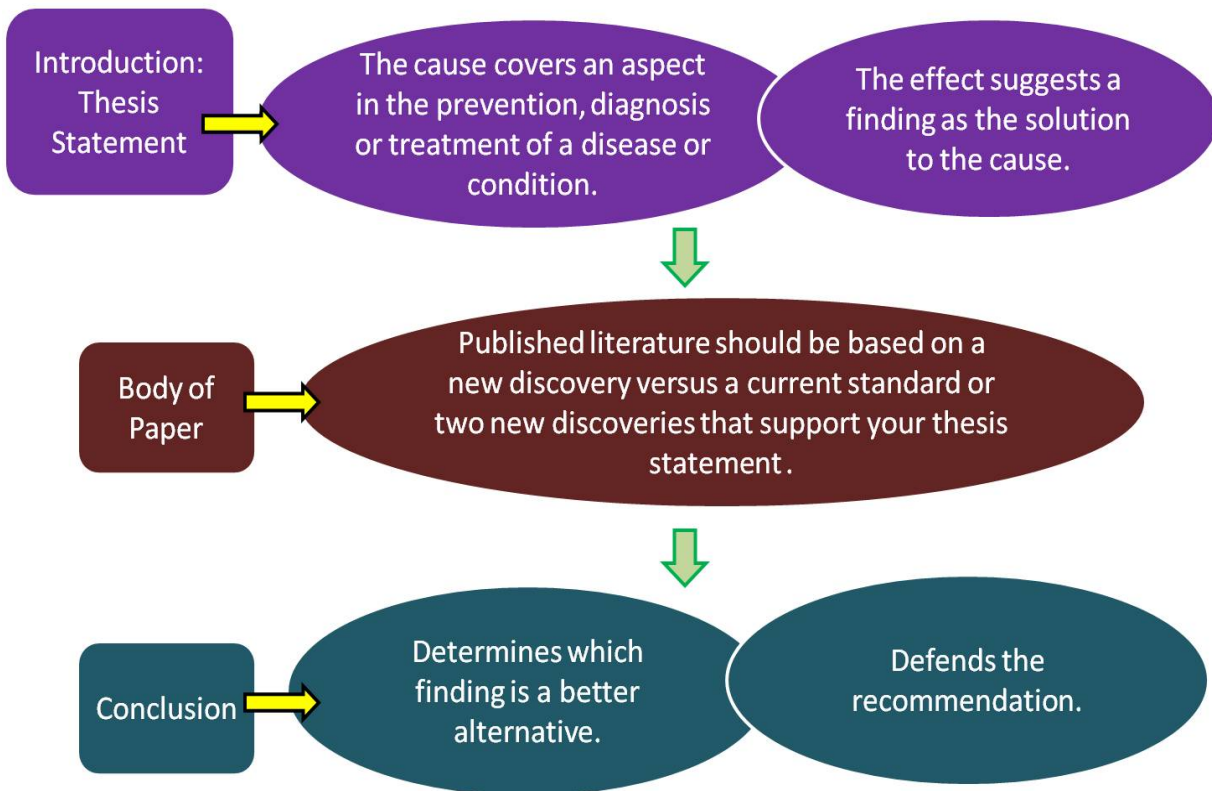 Introduction:
Thesis
Statement
The cause covers an aspect
in the prevention, diagnosis
or treatment of a disease or
condition.
The effect suggests a
finding as the solution
to the cause.
Body of
Paper
Published literature should be based on a
new discovery versus a current standard or
two new discoveries that support your thesis
statement .
Conclusion
Determines which
finding is a better
alternative.
Defends the
recommendation.